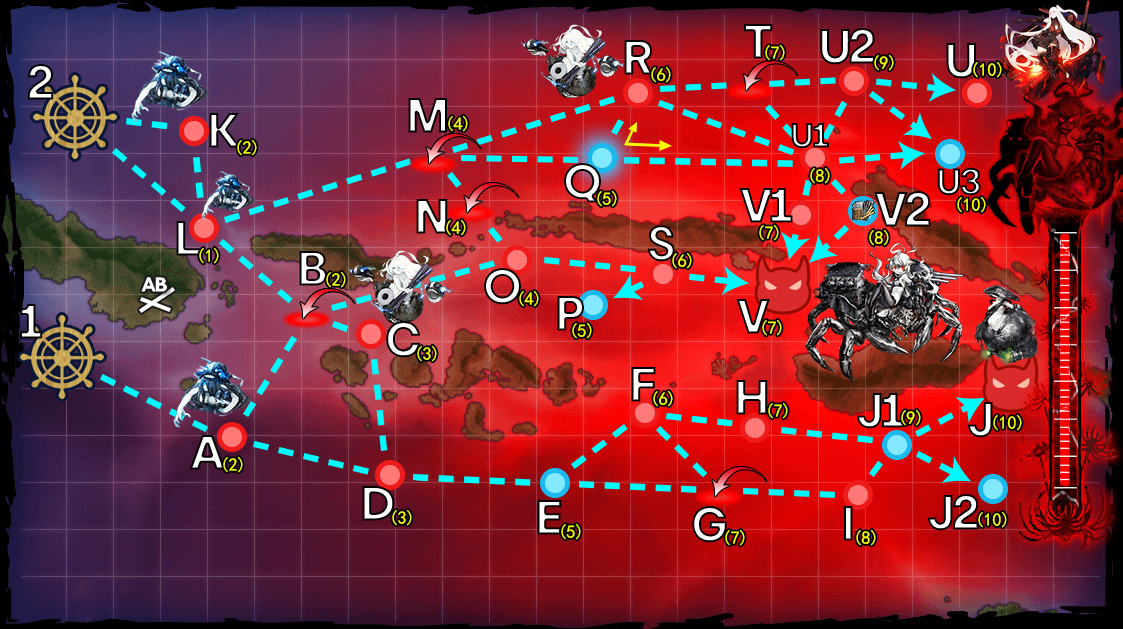 T(7)
U2(9)
R(6)
U(10)
2
M(4)
K(2)
U1
(8)
Q(5)
U3
(10)
L(1)
N(4)
V1
(7)
V2
(8)
S
(6)
B(2)
AB
O(4)
1
P(5)
V(7)
C(3)
F(6)
H(7)
J1(9)
J(10)
A(2)
D(3)
E(5)
G(7)
I(8)
J2(10)